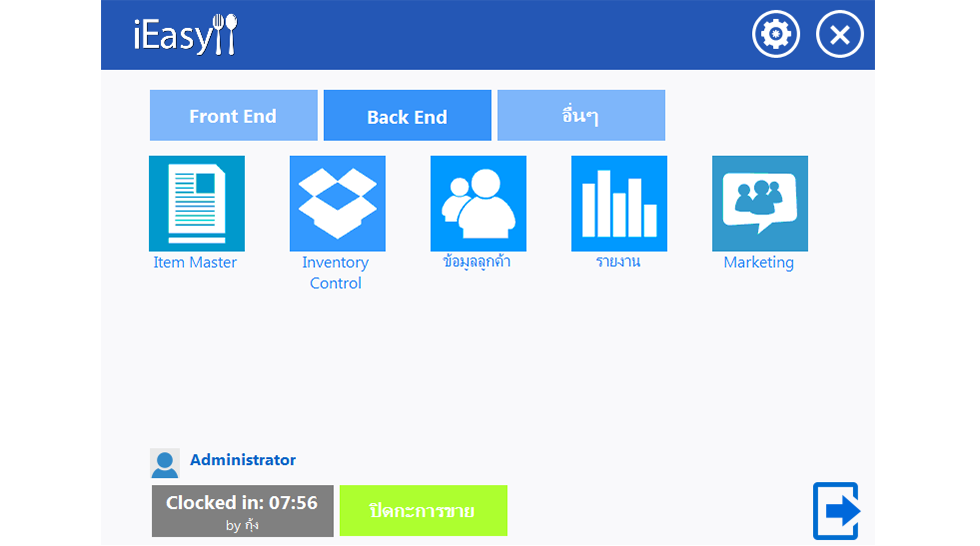 iEasy
Front End
Back End
อื่นๆ
Item Master
Inventory
Control
ข้อมูลลูกค้า
รายงาน
Marketing
Administrator
Clocked in: 07:56
by กุ้ง
ปิดกะการขาย